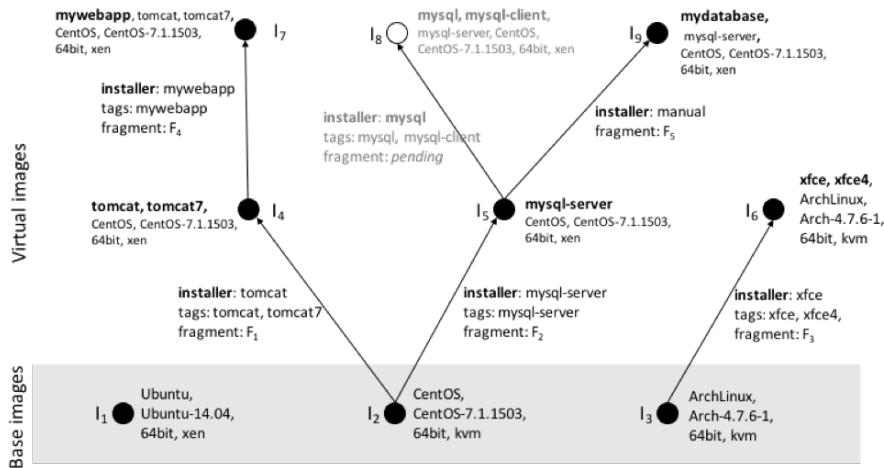 mywebapp, tomcat, tomcat7,
CentOS, CentOS-7.1.1503,
64bit, xen
I7
I8
mysql, mysql-client,
mysql-server, CentOS,
CentOS-7.1.1503, 64bit, xen
I9
mydatabase,
mysql-server,
CentOS, CentOS-7.1.1503,
64bit, xen
installer: mywebapp
tags: mywebapp
fragment: F4
installer: mysql
tags: mysql, mysql-client
fragment: pending
installer: manual
fragment: F5
Virtual images
tomcat, tomcat7,
CentOS, CentOS-7.1.1503,
64bit, xen
I4
I5
mysql-server
CentOS, CentOS-7.1.1503,
64bit, xen
I6
xfce, xfce4,
ArchLinux,
Arch-4.7.6-1,
64bit, kvm
installer: tomcat
tags: tomcat, tomcat7
fragment: F1
installer: mysql-server
tags: mysql-server
fragment: F2
installer: xfce
tags: xfce, xfce4,
fragment: F3
Base images
I1
Ubuntu,
Ubuntu-14.04,
64bit, xen
I2
CentOS,
CentOS-7.1.1503,
64bit, kvm
I3
ArchLinux,
Arch-4.7.6-1,
64bit, kvm